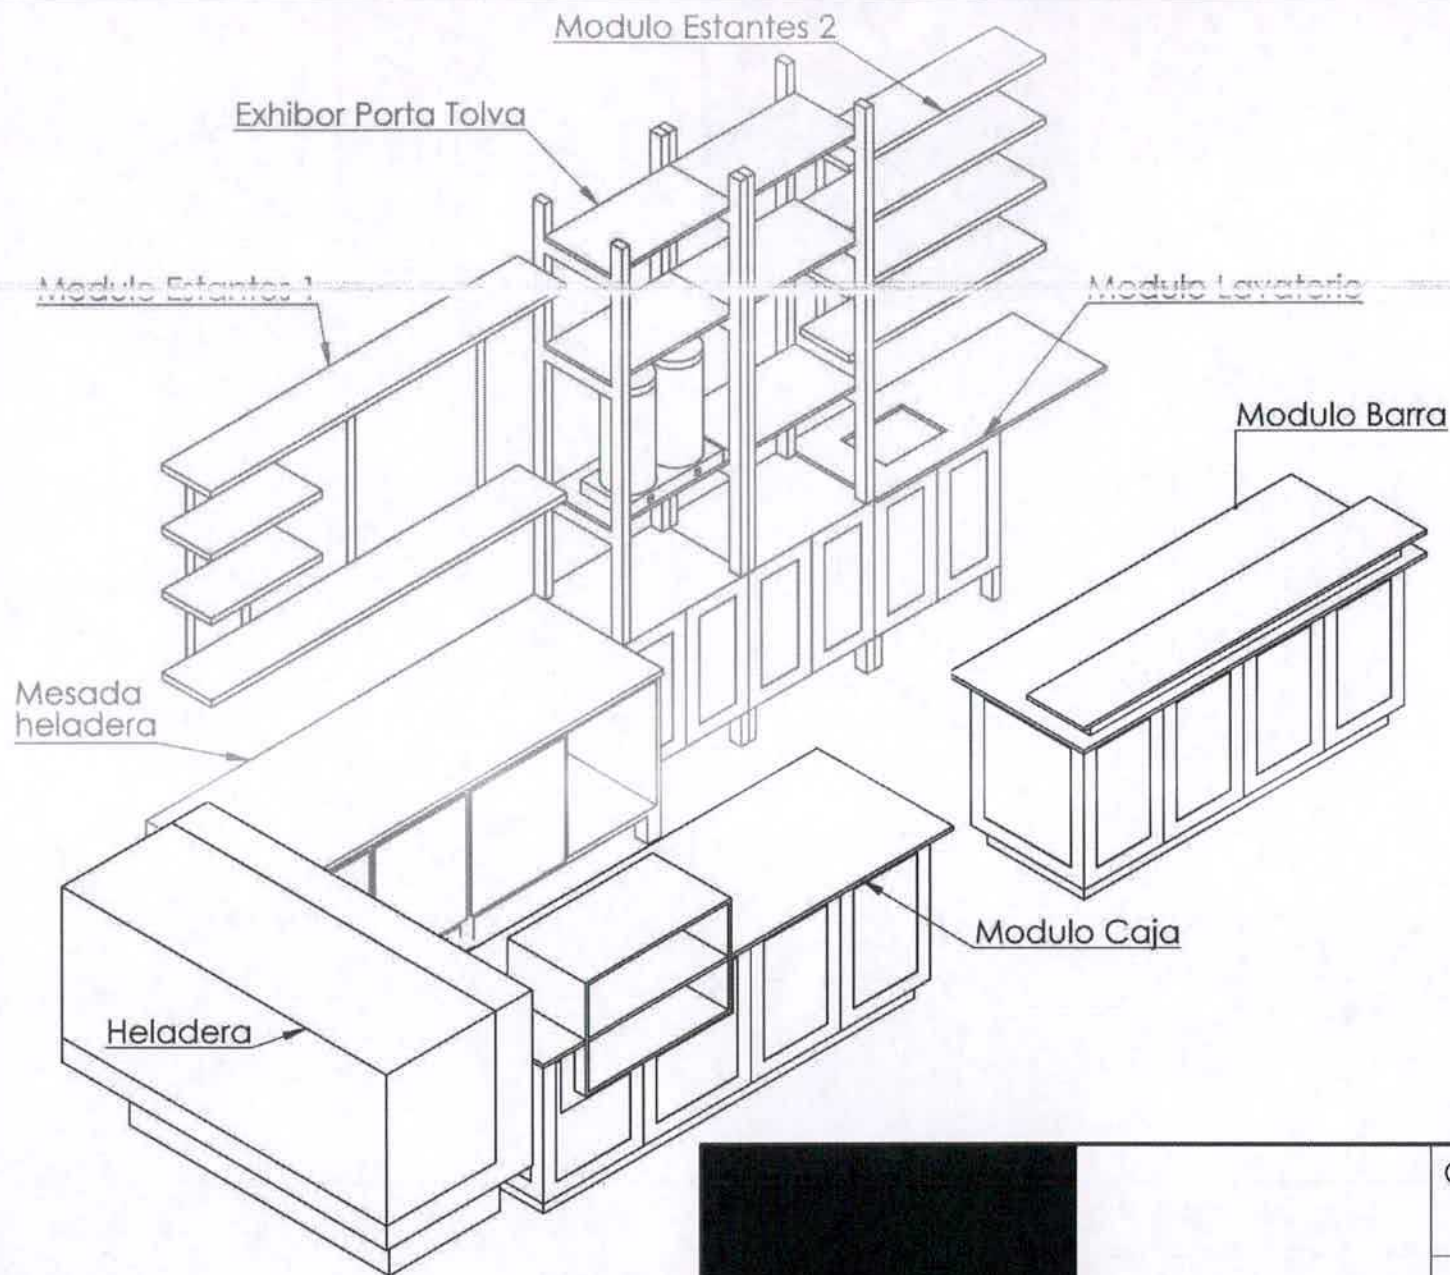 Modulo Estantes 2
Exhibor Porta Tolva
Modulo Estantes 1
Modulo Lavatorio
Modulo Barra
Mesada
heladera
Modulo Caja
Heladera